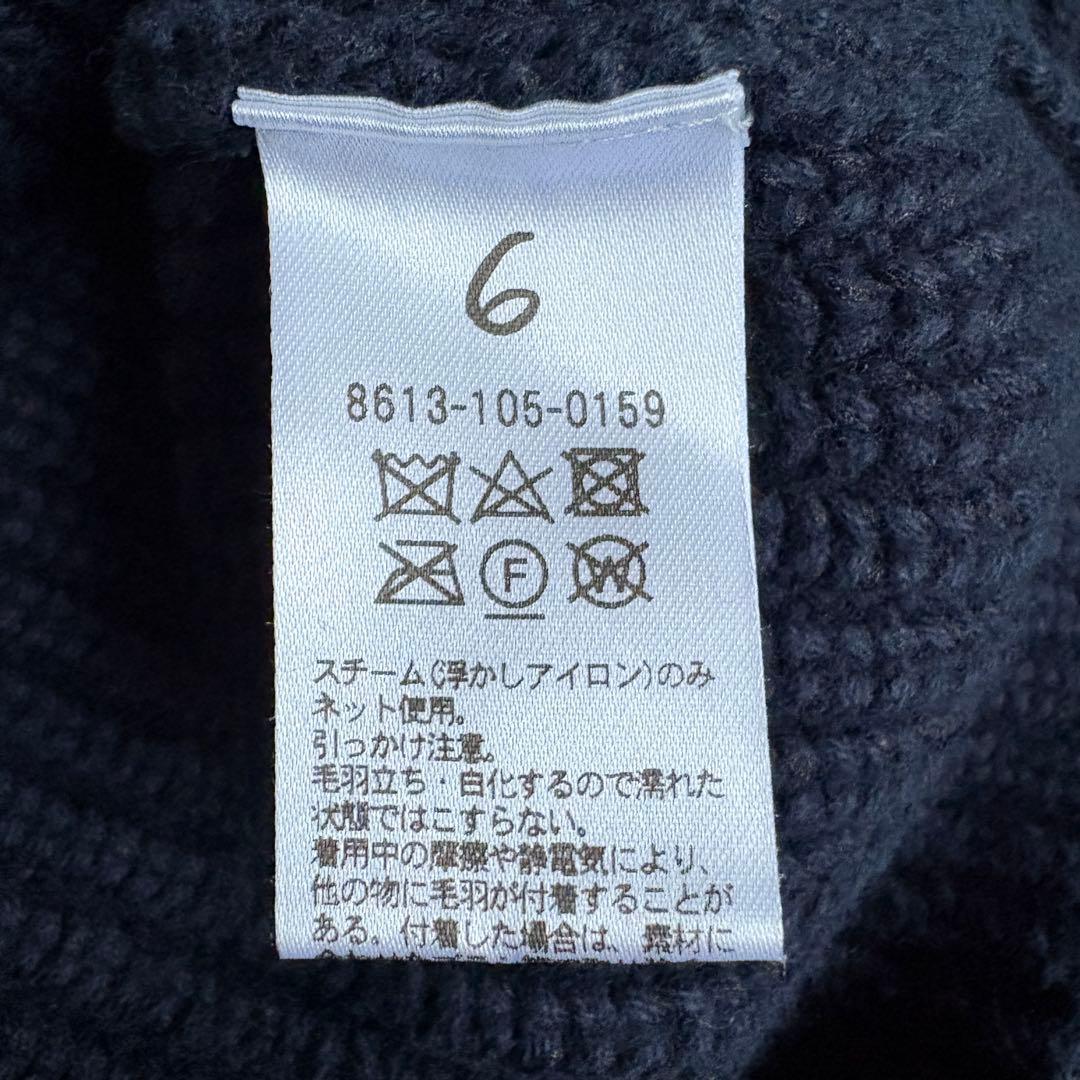 6
8613-105-0159
F
W
スチーム(浮かしアイロン)のみ
ネット使用。
引っかけ注意。
毛羽立ち・白化するので濡れた
状態ではこすらない。
着用中の摩擦や静電気により、
他の物に毛羽が付着することが
ある。付着した場合は、素材に